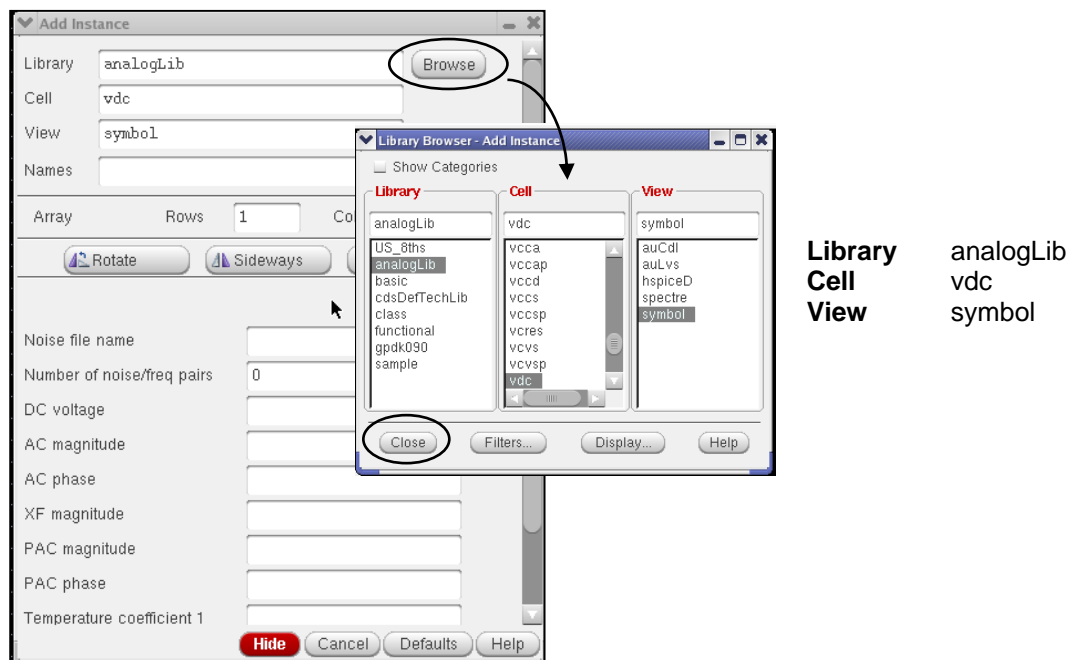 Add Instance
Library analogLib Browse
Cell vdc
View symbol
Names
Array Rows 1
Rotate Sideways
Noise file name
Number of noise/freq pairs 0
DC voltage
AC magnitude
AC phase
XF magnitude
PAC magnitude
PAC phase
Temperature coefficient 1
Hide Cancel Defaults Help
Library Browser - Add Instance
Show Categories
Library Cell View
analogLib vdc symbol
US_8ths vcca auCdl
analogLib vccap auLvs
basic vccd hspiceD
cdsDefTechLib vccs spectre
class vccsp symbol
functional vcres
gpdk090 vcvs
sample vcvsp
vdc
Close Filters... Display... Help
Library analogLib
Cell vdc
View symbol